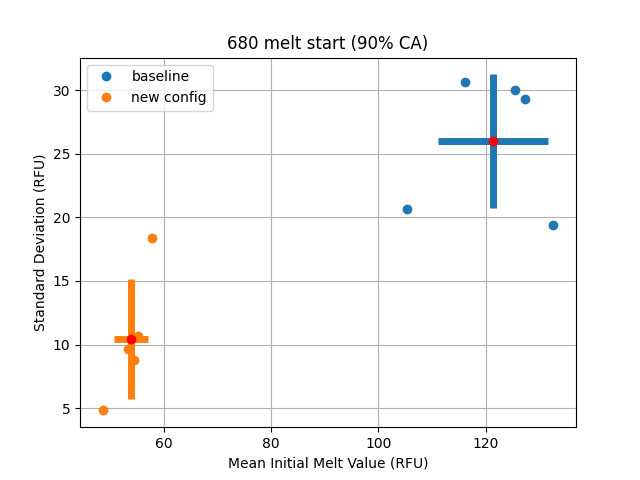 680 melt start (90% CA)
baseline
new config
Standard Deviation (RFU)
30
25
20
15
10
5
60
80
100
120
Mean Initial Melt Value (RFU)